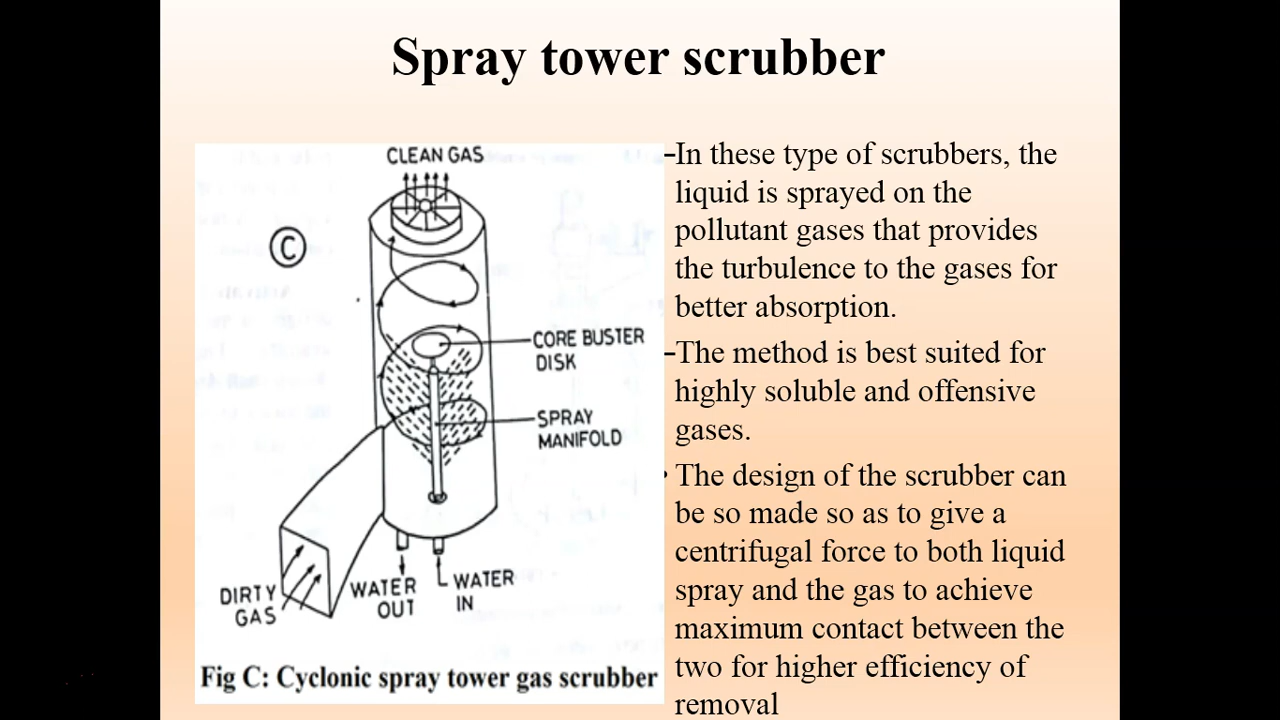 Spray tower scrubber
CLEAN GAS
C
CORE BUSTER
DISK
SPRAY
MANIFOLD
DIRTY
GAS
WATER
OUT
WATER
IN
Fig C: Cyclonic spray tower gas scrubber
–In these type of scrubbers, the
liquid is sprayed on the
pollutant gases that provides
the turbulence to the gases for
better absorption.
–The method is best suited for
highly soluble and offensive
gases.
• The design of the scrubber can
be so made so as to give a
centrifugal force to both liquid
spray and the gas to achieve
maximum contact between the
two for higher efficiency of
removal